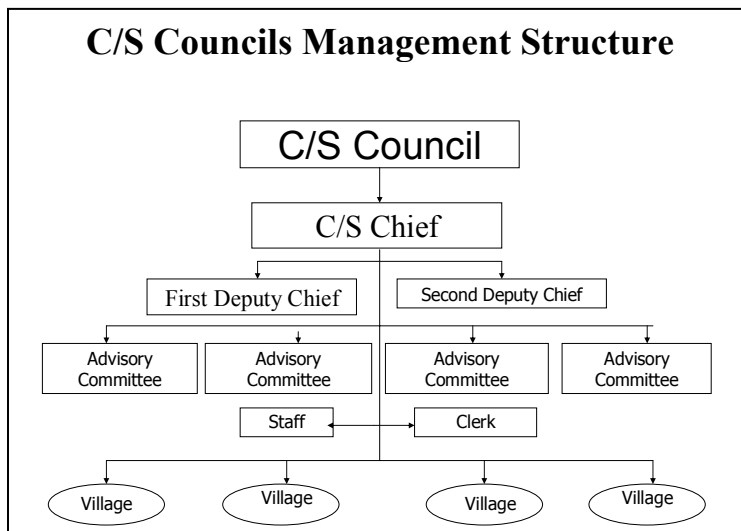 C/S Councils Management Structure
C/S Council
C/S Chief
First Deputy Chief
Second Deputy Chief
Advisory
Committee
Advisory
Committee
Advisory
Committee
Advisory
Committee
Staff
Clerk
Village
Village
Village
Village